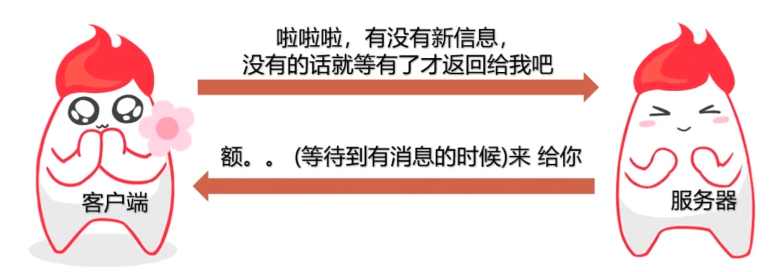 啦啦啦，有没有新信息，
没有的话就等有了才返回给我吧
额。。 (等待到有消息的时候)来 给你
客户端
服务器